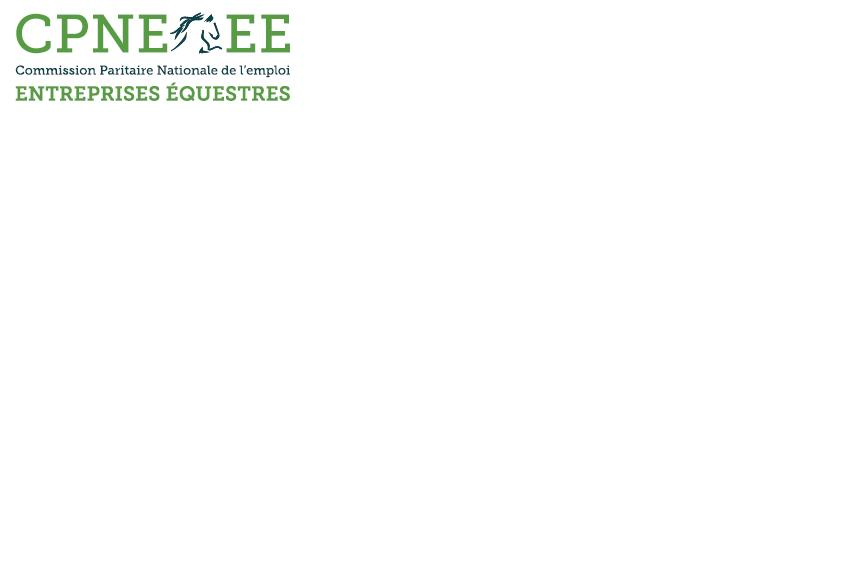 CPNE EE
Commission Paritaire Nationale de l'emploi
ENTREPRISES ÉQUESTRES